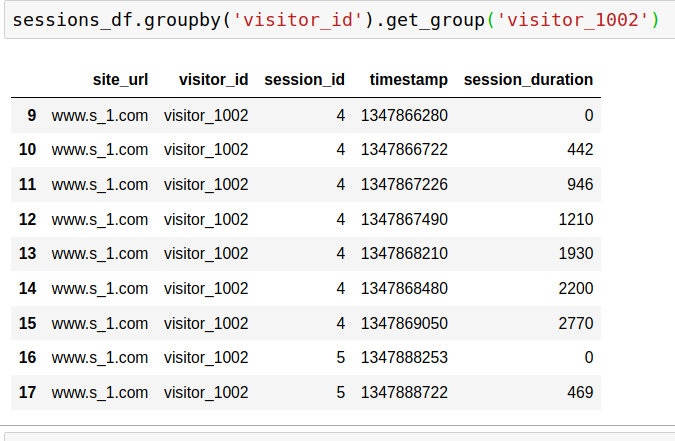 sessions_df.groupby('visitor_id').get_group('visitor_1002')
site_url visitor_id session_id timestamp session_duration
9 www.s_1.com visitor_1002 4 1347866280 0
10 www.s_1.com visitor_1002 4 1347866722 442
11 www.s_1.com visitor_1002 4 1347867226 946
12 www.s_1.com visitor_1002 4 1347867490 1210
13 www.s_1.com visitor_1002 4 1347868210 1930
14 www.s_1.com visitor_1002 4 1347868480 2200
15 www.s_1.com visitor_1002 4 1347869050 2770
16 www.s_1.com visitor_1002 5 1347888253 0
17 www.s_1.com visitor_1002 5 1347888722 469